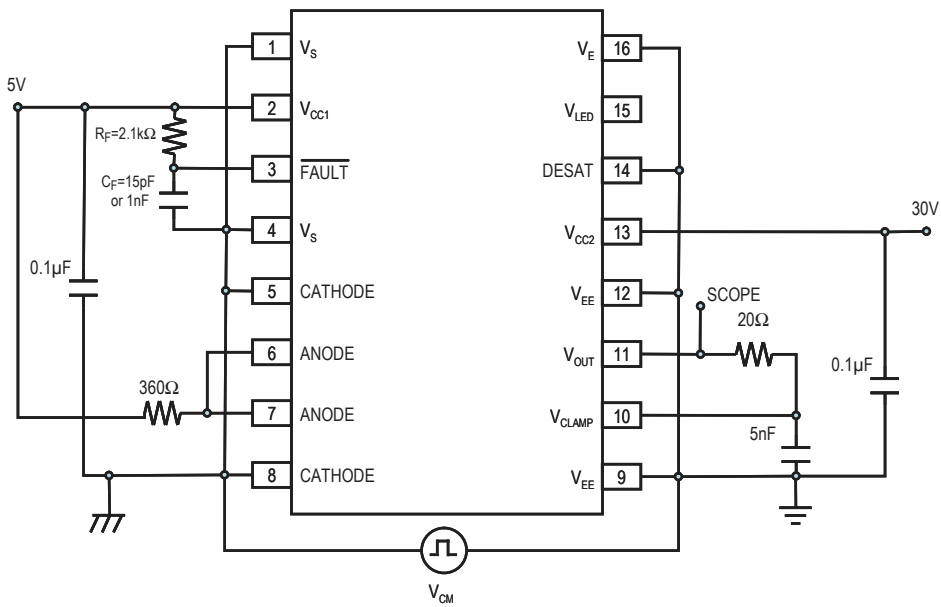 1 V_S
V_E 16
5V
2 V_CC1
V_LED 15
R_F=2.1kΩ
3 FAULT
DESAT 14
C_F=15pF
or 1nF
4 V_S
V_CC2 13
30V
0.1µF
5 CATHODE
V_EE 12
SCOPE
20Ω
6 ANODE
V_OUT 11
0.1µF
360Ω
7 ANODE
V_CLAMP 10
5nF
8 CATHODE
V_EE 9
V_CM